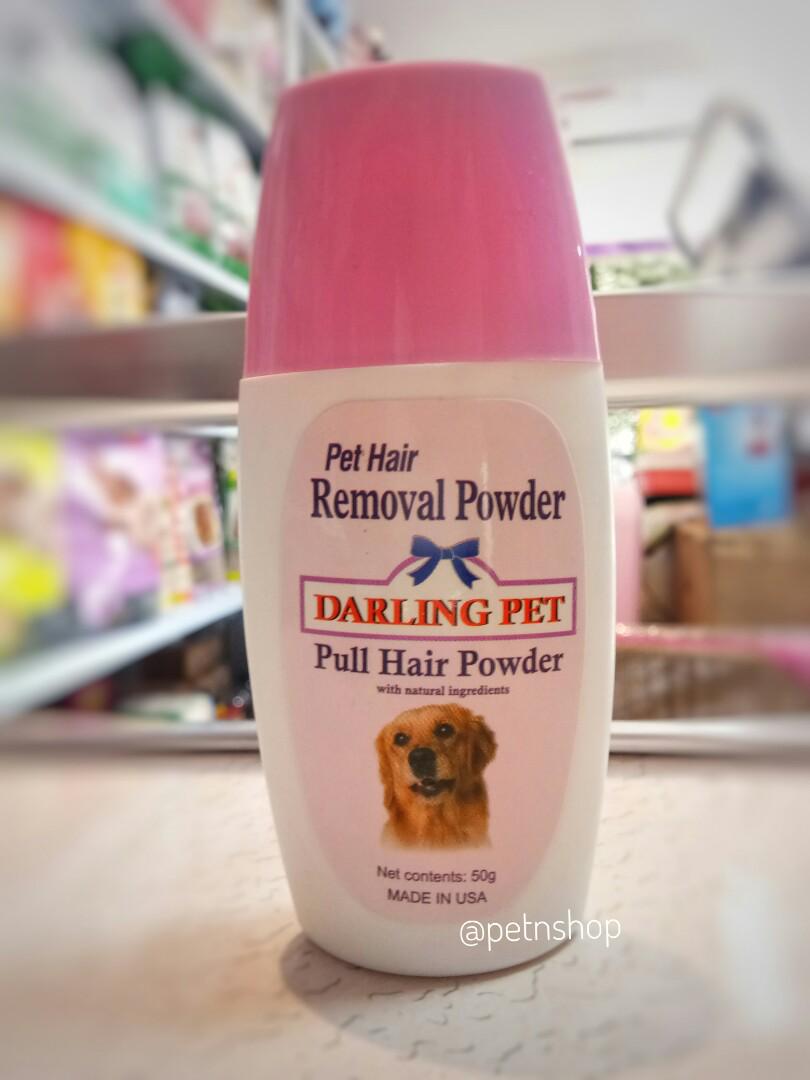 Pet Hair
Removal Powder
DARLING PET
Pull Hair Powder
with natural ingredients
Net contents: 50g
MADE IN USA
@petnshop